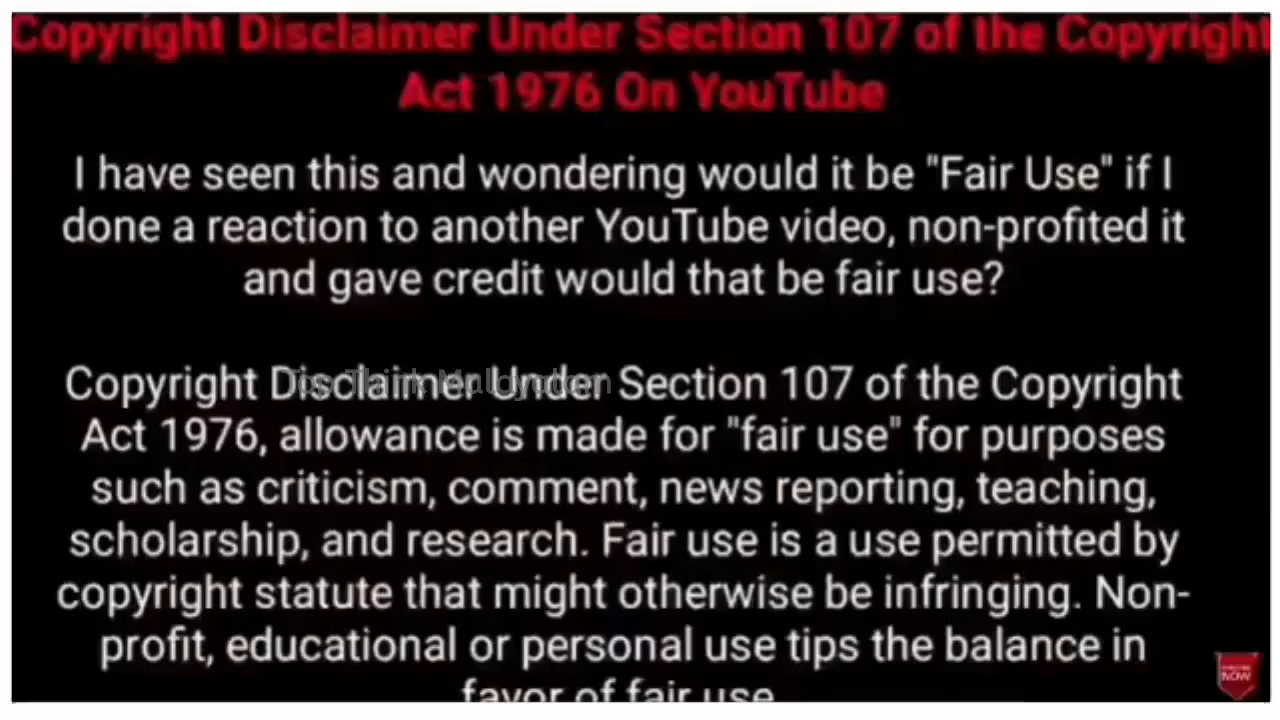 Copyright Disclaimer Under Section 107 of the Copyright
Act 1976 On YouTube
I have seen this and wondering would it be "Fair Use" if I
done a reaction to another YouTube video, non-profited it
and gave credit would that be fair use?
Copyright Disclaimer Under Section 107 of the Copyright
Top Think Malayalam
Act 1976, allowance is made for "fair use" for purposes
such as criticism, comment, news reporting, teaching,
scholarship, and research. Fair use is a use permitted by
copyright statute that might otherwise be infringing. Non-
profit, educational or personal use tips the balance in
favor of fair use
NOW